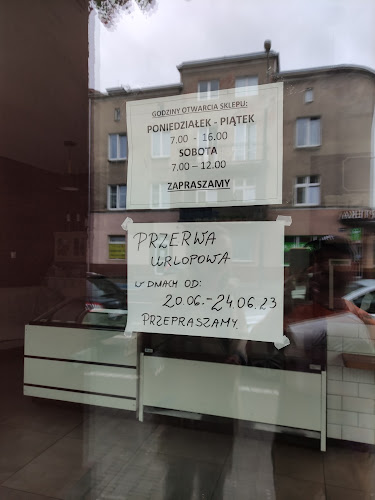 GODZINY OTWARCIA SKLEPU:
PONIEDZIAŁEK - PIĄTEK
7.00 - 16.00
SOBOTA
7.00 – 12.00
ZAPRASZAMY
PRZERWA
URLOPOWA
W DNIACH OD:
20.06.-24.06.23
PRZEPRASZAMY.